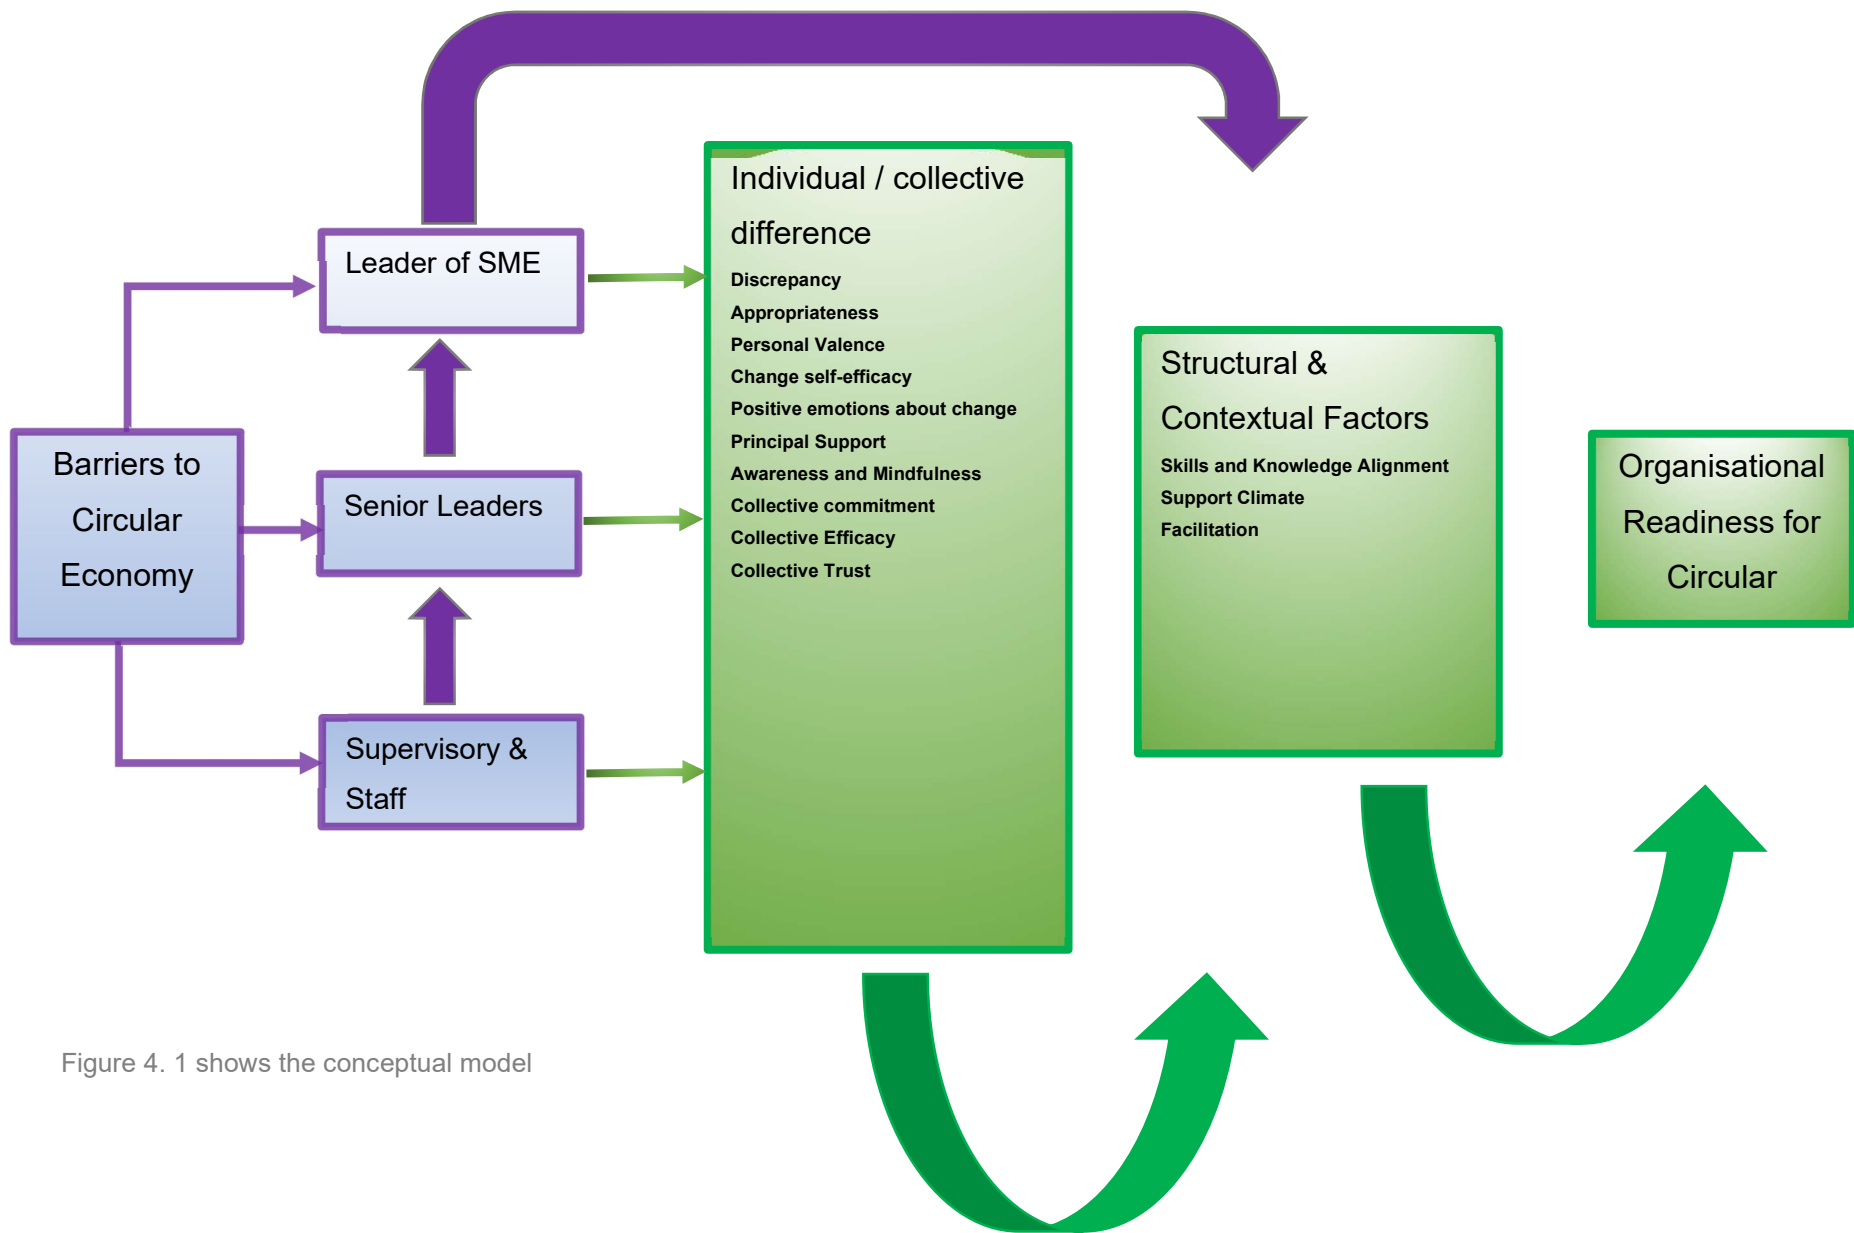 Leader of SME
Senior Leaders
Supervisory &
Staff
Barriers to
Circular
Economy
Individual / collective
difference
Discrepancy
Appropriateness
Personal Valence
Change self-efficacy
Positive emotions about change
Principal Support
Awareness and Mindfulness
Collective commitment
Collective Efficacy
Collective Trust
Structural &
Contextual Factors
Skills and Knowledge Alignment
Support Climate
Facilitation
Organisational
Readiness for
Circular
Figure 4. 1 shows the conceptual model